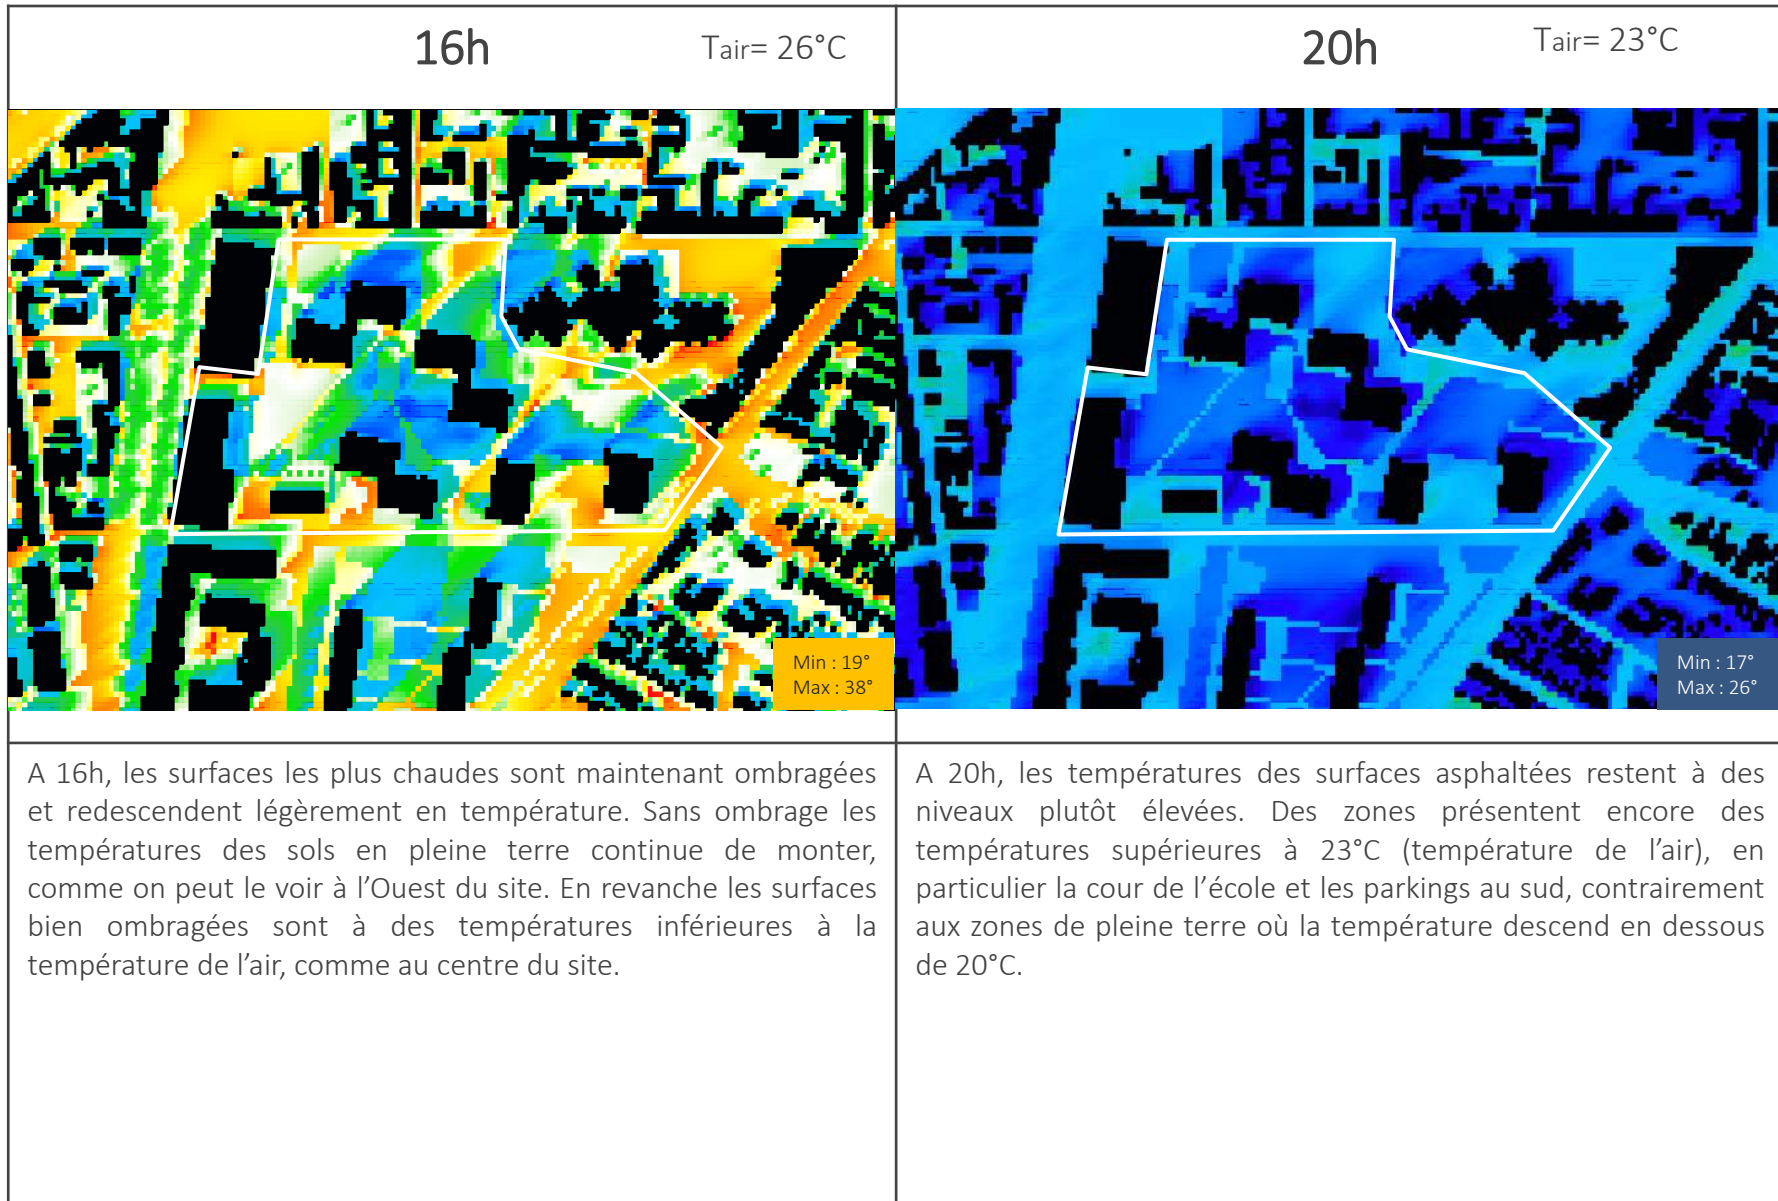 16h
Tair= 26°C
20h
Tair= 23°C
Min : 19°
Max : 38°
Min : 17°
Max : 26°
A 16h, les surfaces les plus chaudes sont maintenant ombragées
et redescendent légèrement en température. Sans ombrage les
températures des sols en pleine terre continue de monter,
comme on peut le voir à l’Ouest du site. En revanche les surfaces
bien ombragées sont à des températures inférieures à la
température de l’air, comme au centre du site.
A 20h, les températures des surfaces asphaltées restent à des
niveaux plutôt élevées. Des zones présentent encore des
températures supérieures à 23°C (température de l’air), en
particulier la cour de l’école et les parkings au sud, contrairement
aux zones de pleine terre où la température descend en dessous
de 20°C.